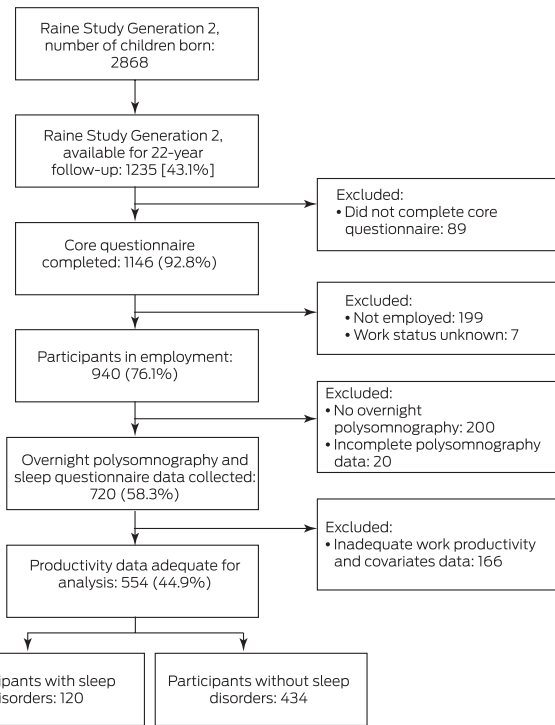 Raine Study Generation 2,
number of children born:
2868
Raine Study Generation 2,
available for 22-year
follow-up: 1235 [43.1%]
Excluded:
• Did not complete core
questionnaire: 89
Core questionnaire
completed: 1146 (92.8%)
Excluded:
• Not employed: 199
• Work status unknown: 7
Participants in employment:
940 (76.1%)
Excluded:
• No overnight
polysomnography: 200
• Incomplete polysomnography
data: 20
Overnight polysomnography and
sleep questionnaire data collected:
720 (58.3%)
Excluded:
• Inadequate work productivity
and covariates data: 166
Productivity data adequate for
analysis: 554 (44.9%)
with sleep
120
Participants without sleep
disorders: 434